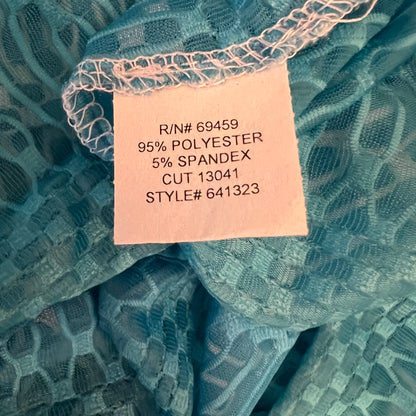 R/N# 69459
95% POLYESTER
5% SPANDEX
CUT 13041
STYLE# 641323